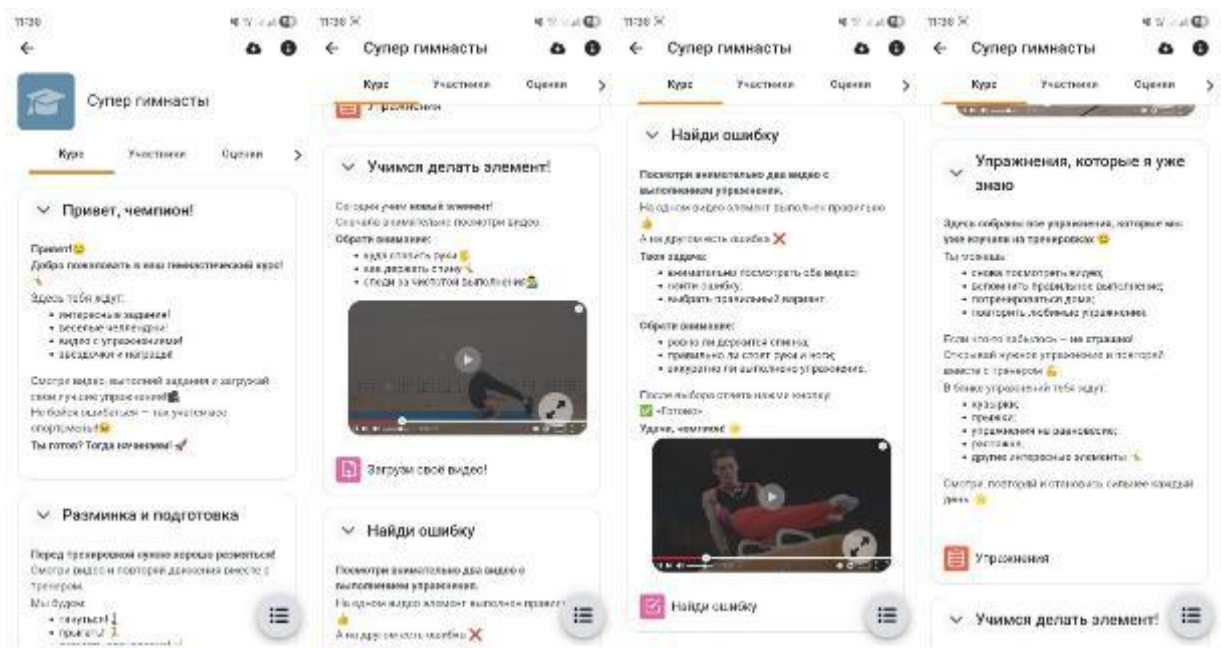 11:38
Супер гимнасты
Курс Участники Оценки
Привет, чемпион!
Привет!
Добро пожаловать в наш гимнастический курс!
Здесь тебя ждут:
интересные задания!
веселые челленджи!
видео с упражнениями!
звездочки и награды!
Смотри видео, выполняй задания и загружай
свои лучшие упражнения!
Не бойся ошибаться — так учатся все
спортсмены!
Ты готов? Тогда начинаем!
Разминка и подготовка
Перед тренировкой нужно хорошо размяться!
Смотри видео и повторяй движения вместе с
тренером.
Мы будем:
тянуться!
прыгать!
11:38
Супер гимнасты
Курс Участники Оценки
Упражнения
Учимся делать элемент!
Сегодня учим новый элемент!
Сначала внимательно посмотри видео.
Обрати внимание:
куда ставить руки
как держать спину
следи за чистотой выполнения
Загрузи своё видео!
Найди ошибку
Посмотри внимательно два видео с
выполнением упражнения.
На одном видео элемент выполнен
А на другом есть ошибка
11:38
Супер гимнасты
Курс Участники Оценки
Найди ошибку
Посмотри внимательно два видео с
выполнением упражнения.
На одном видео элемент выполнен правильно
А на другом есть ошибка
Твоя задача:
внимательно посмотреть оба видео;
найти ошибку;
выбрать правильный вариант.
Обрати внимание:
ровно ли держится спина;
правильно ли стоят руки и ноги;
аккуратно ли выполнено упражнение.
После выбора ответа нажми кнопку
«Готово»
Удачи, чемпион!
Найди ошибку
11:38
Супер гимнасты
Курс Участники Оценки
Упражнения, которые я уже
знаю
Здесь собраны все упражнения, которые мы
уже изучали на тренировках
Ты можешь:
снова посмотреть видео;
вспомнить правильное выполнение;
потренироваться дома;
повторить любимые упражнения.
Если что-то забылось — не страшно!
Открывай нужное упражнение и повторяй
вместе с тренером
В банке упражнений тебя ждут:
кувырки;
прыжки;
упражнения на равновесие;
растяжка;
другие интересные элементы
Смотри, повторяй и становись сильнее каждый
день
Упражнения
Учимся делать элемент!